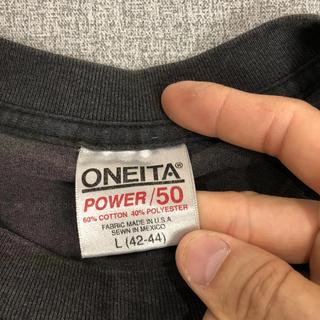 ONEITA®
POWER/50
60% COTTON 40% POLYESTER
FABRIC MADE IN U.S.A
SEWN IN MEXICO
L (42-44)